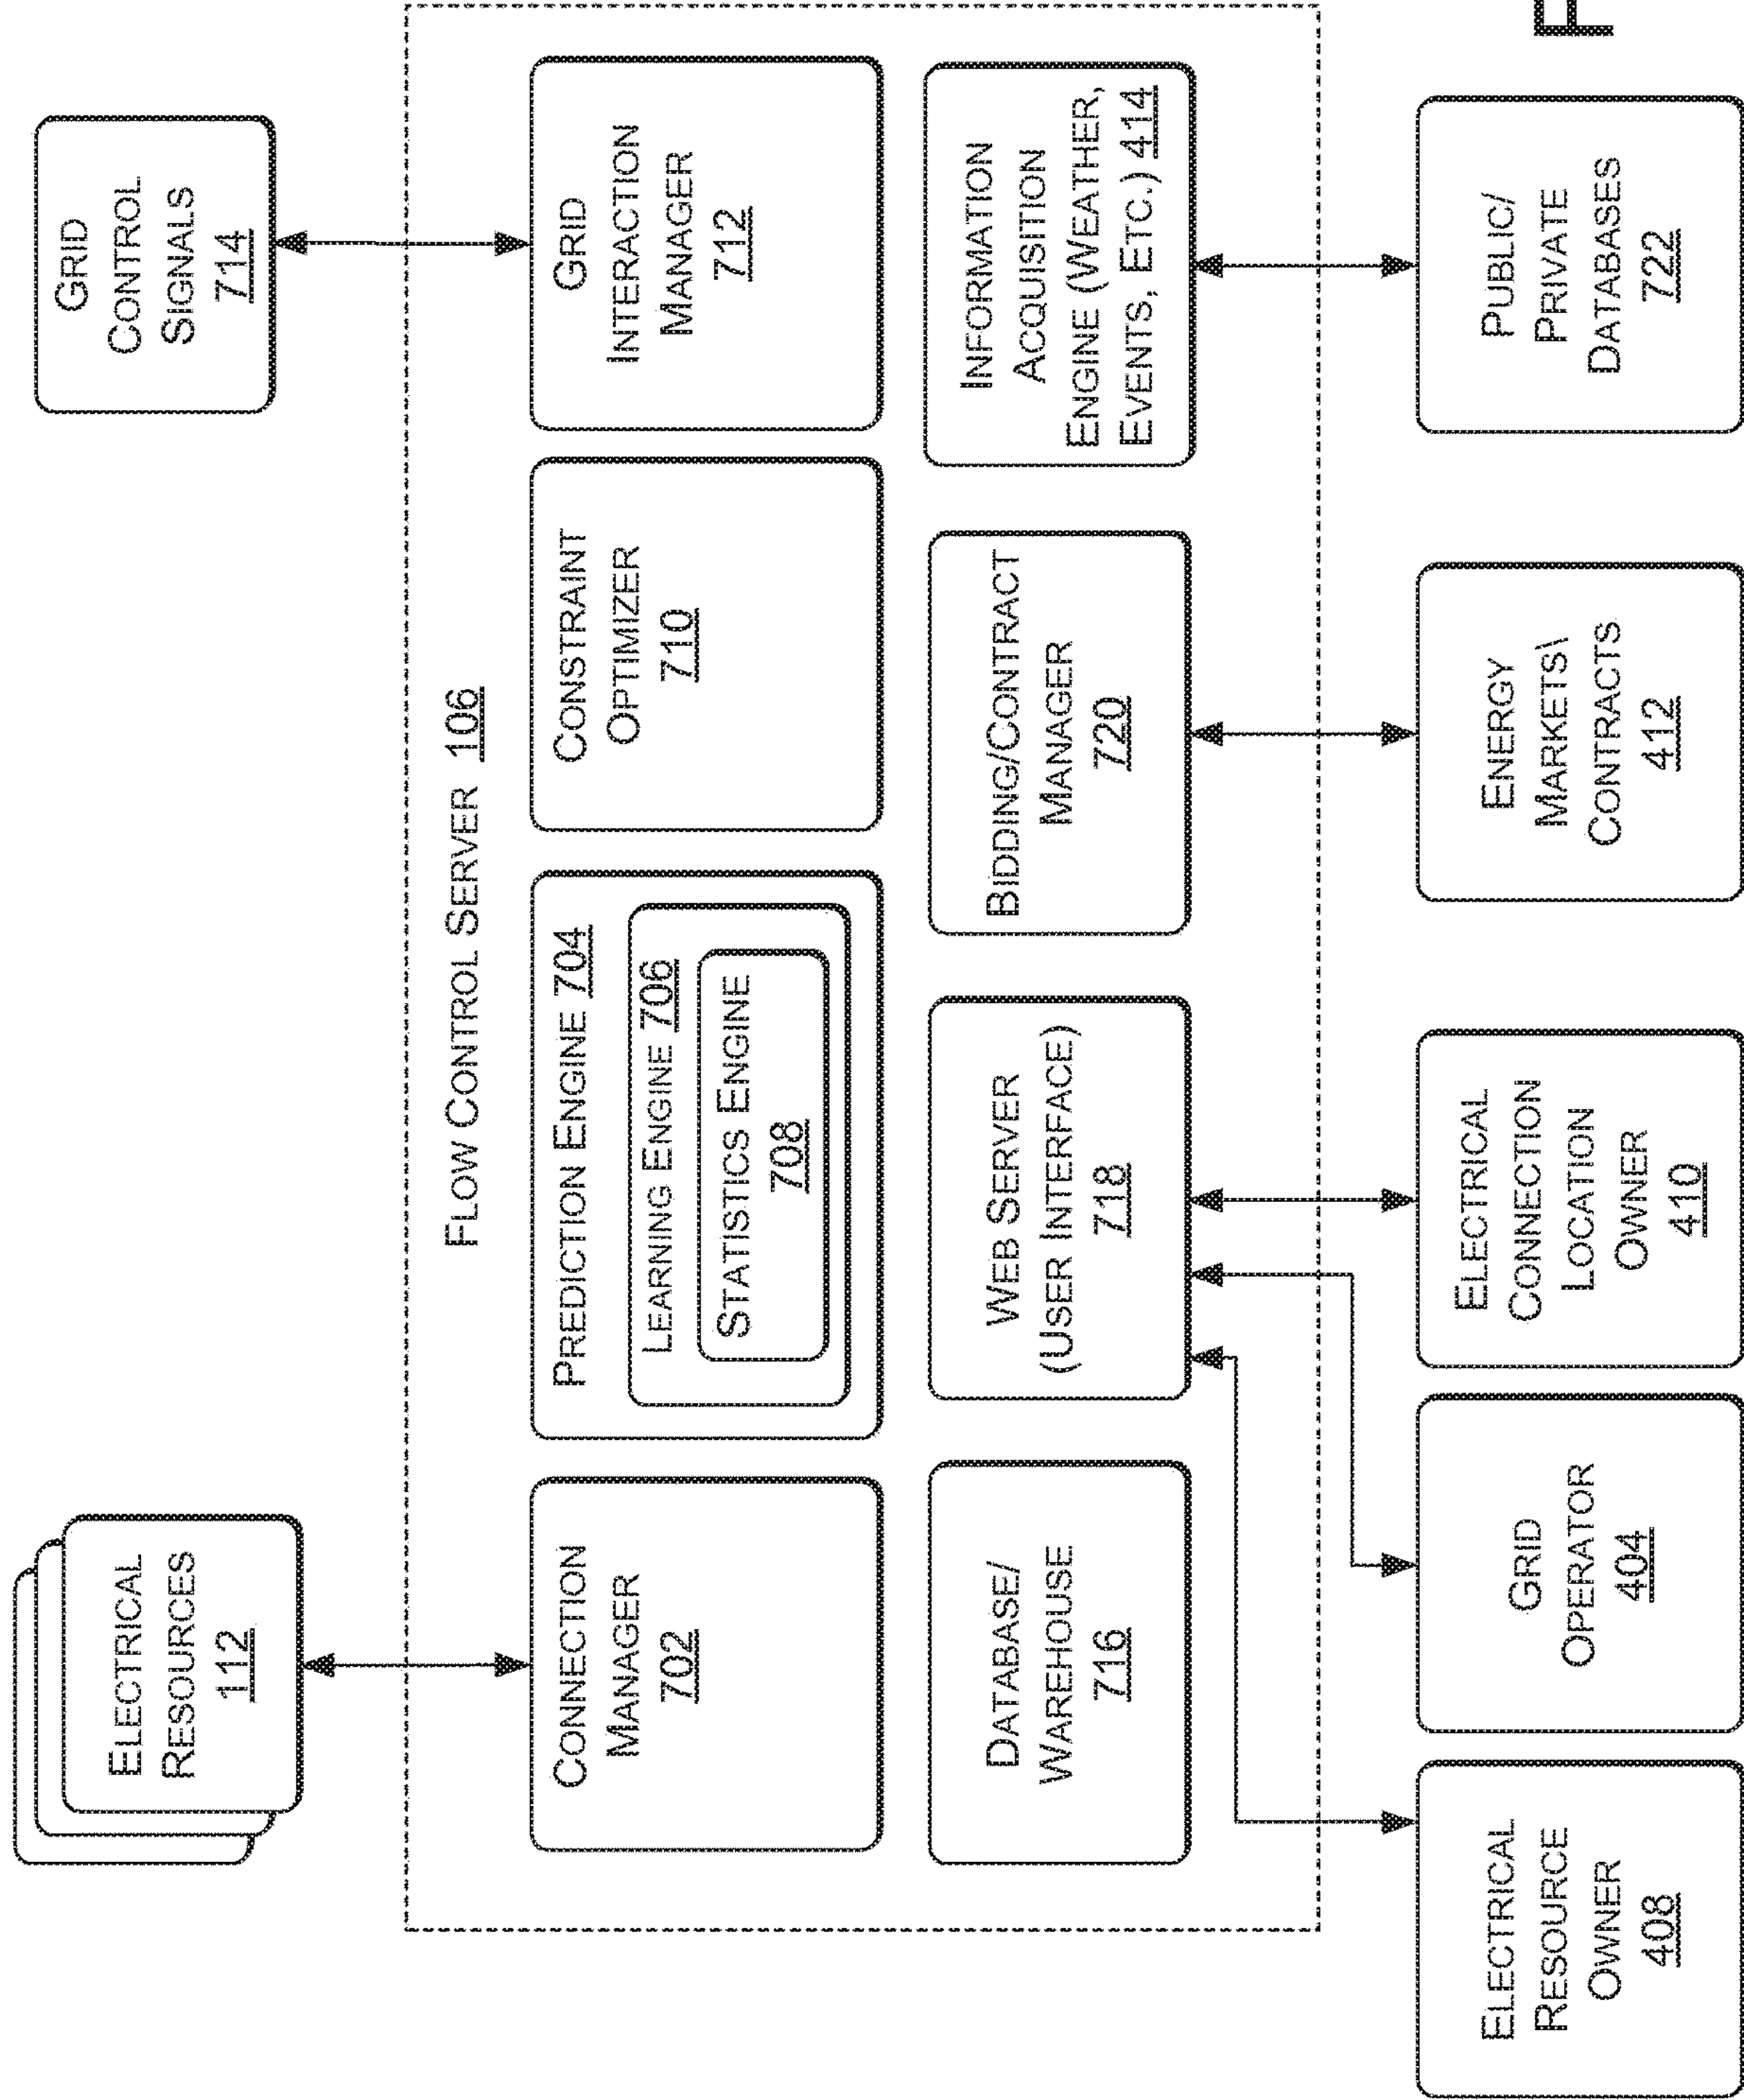 ELECTRICAL
RESOURCES
112
GRID
CONTROL
SIGNALS
714
FLOW CONTROL SERVER 106
CONNECTION
MANAGER
702
PREDICTION ENGINE 704
LEARNING ENGINE 706
STATISTICS ENGINE
708
CONSTRAINT
OPTIMIZER
710
GRID
INTERACTION
MANAGER
712
DATABASE/
WAREHOUSE
716
WEB SERVER
(USER INTERFACE)
718
BIDDING/CONTRACT
MANAGER
720
INFORMATION
ACQUISITION
ENGINE (WEATHER,
EVENTS, ETC.) 414
ELECTRICAL
RESOURCE
OWNER
408
GRID
OPERATOR
404
ELECTRICAL
CONNECTION
LOCATION
OWNER
410
ENERGY
MARKETS\
CONTRACTS
412
PUBLIC/
PRIVATE
DATABASES
722
F